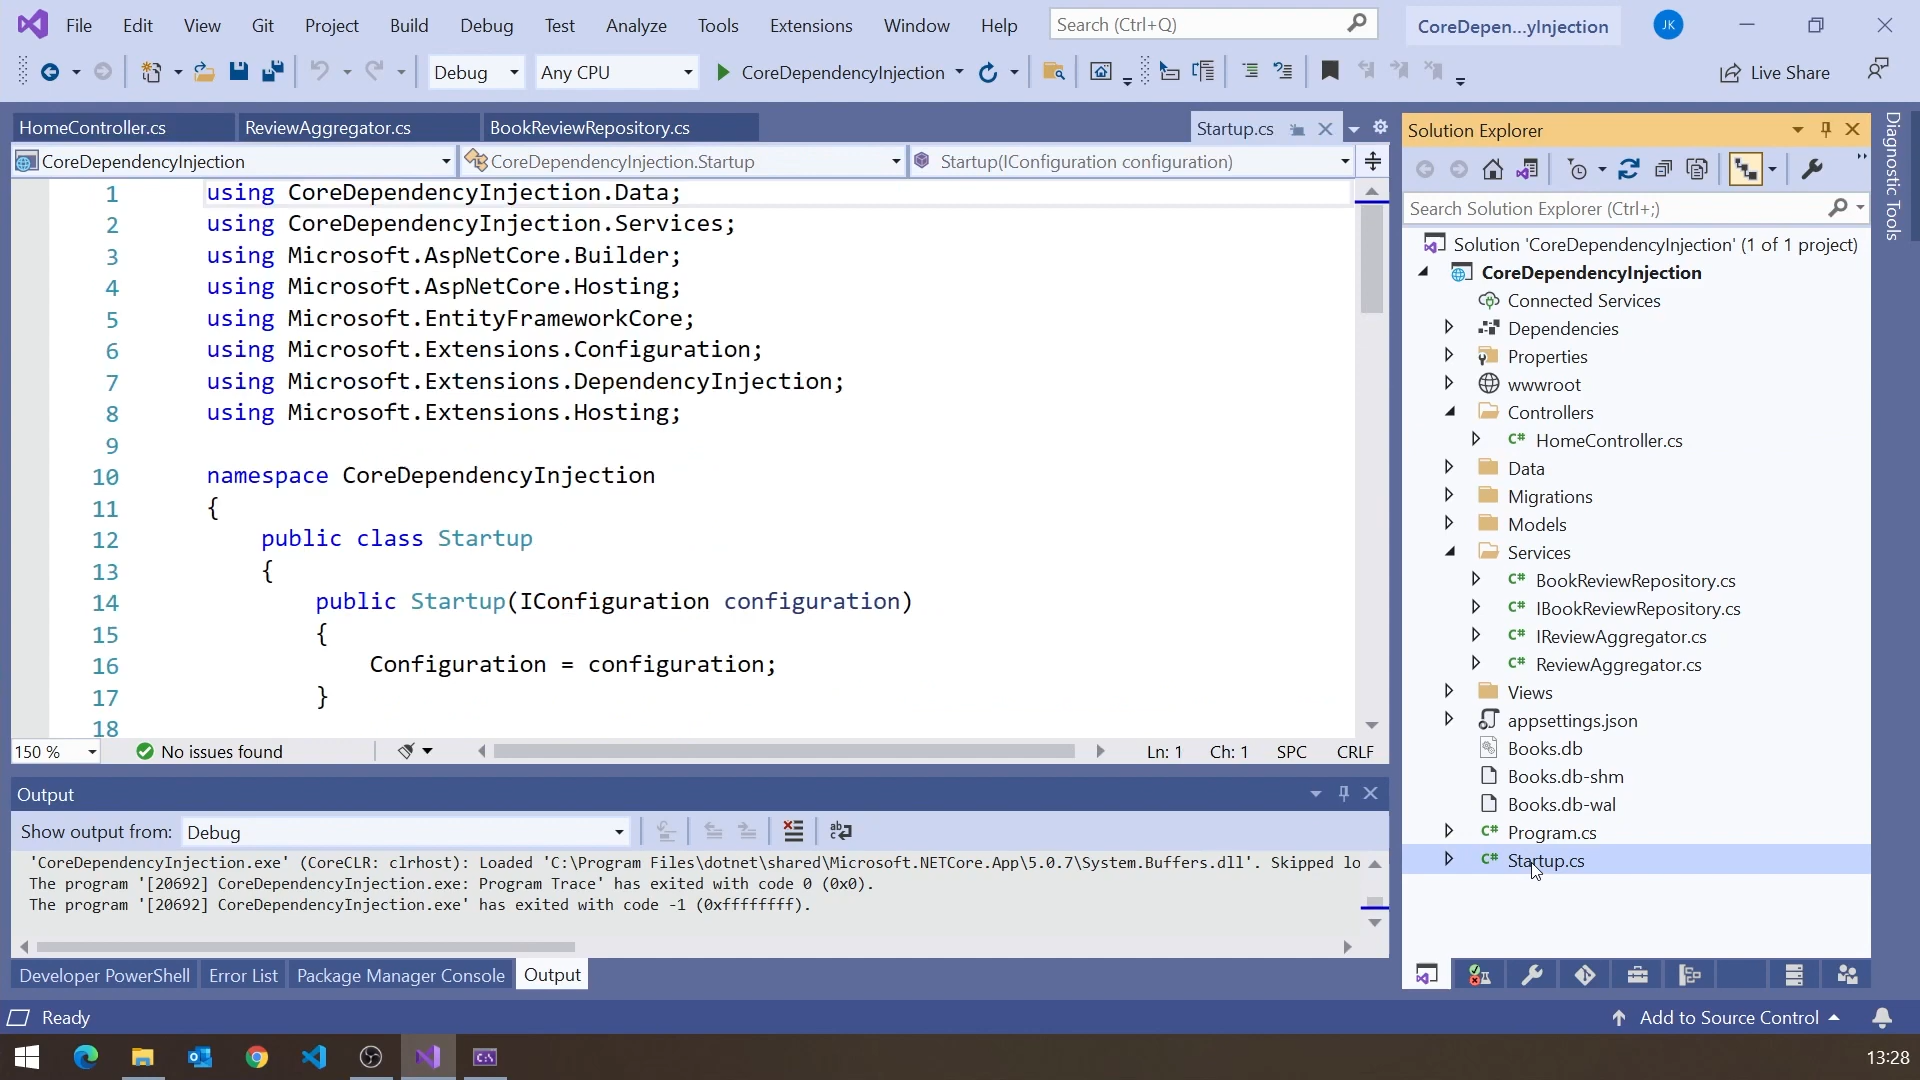 File Edit View Git Project Build Debug Test Analyze Tools Extensions Window Help Search (Ctrl+Q) CoreDepen...yInjection JK
Debug Any CPU CoreDependencyInjection Live Share
HomeController.cs ReviewAggregator.cs BookReviewRepository.cs Startup.cs
CoreDependencyInjection CoreDependencyInjection.Startup Startup(IConfiguration configuration)
1 using CoreDependencyInjection.Data;
2 using CoreDependencyInjection.Services;
3 using Microsoft.AspNetCore.Builder;
4 using Microsoft.AspNetCore.Hosting;
5 using Microsoft.EntityFrameworkCore;
6 using Microsoft.Extensions.Configuration;
7 using Microsoft.Extensions.DependencyInjection;
8 using Microsoft.Extensions.Hosting;
9
10 namespace CoreDependencyInjection
11 {
12 public class Startup
13 {
14 public Startup(IConfiguration configuration)
15 {
16 Configuration = configuration;
17 }
18
150 % No issues found Ln: 1 Ch: 1 SPC CRLF
Output
Show output from: Debug
'CoreDependencyInjection.exe' (CoreCLR: clrhost): Loaded 'C:\Program Files\dotnet\shared\Microsoft.NETCore.App\5.0.7\System.Buffers.dll'. Skipped lo
The program '[20692] CoreDependencyInjection.exe: Program Trace' has exited with code 0 (0x0).
The program '[20692] CoreDependencyInjection.exe' has exited with code -1 (0xffffffff).
Developer PowerShell Error List Package Manager Console Output
Solution Explorer
Search Solution Explorer (Ctrl+;)
Solution 'CoreDependencyInjection' (1 of 1 project)
CoreDependencyInjection
Connected Services
Dependencies
Properties
wwwroot
Controllers
C# HomeController.cs
Data
Migrations
Models
Services
C# BookReviewRepository.cs
C# IBookReviewRepository.cs
C# IReviewAggregator.cs
C# ReviewAggregator.cs
Views
appsettings.json
Books.db
Books.db-shm
Books.db-wal
C# Program.cs
C# Startup.cs
Diagnostic Tools
Ready Add to Source Control
13:28